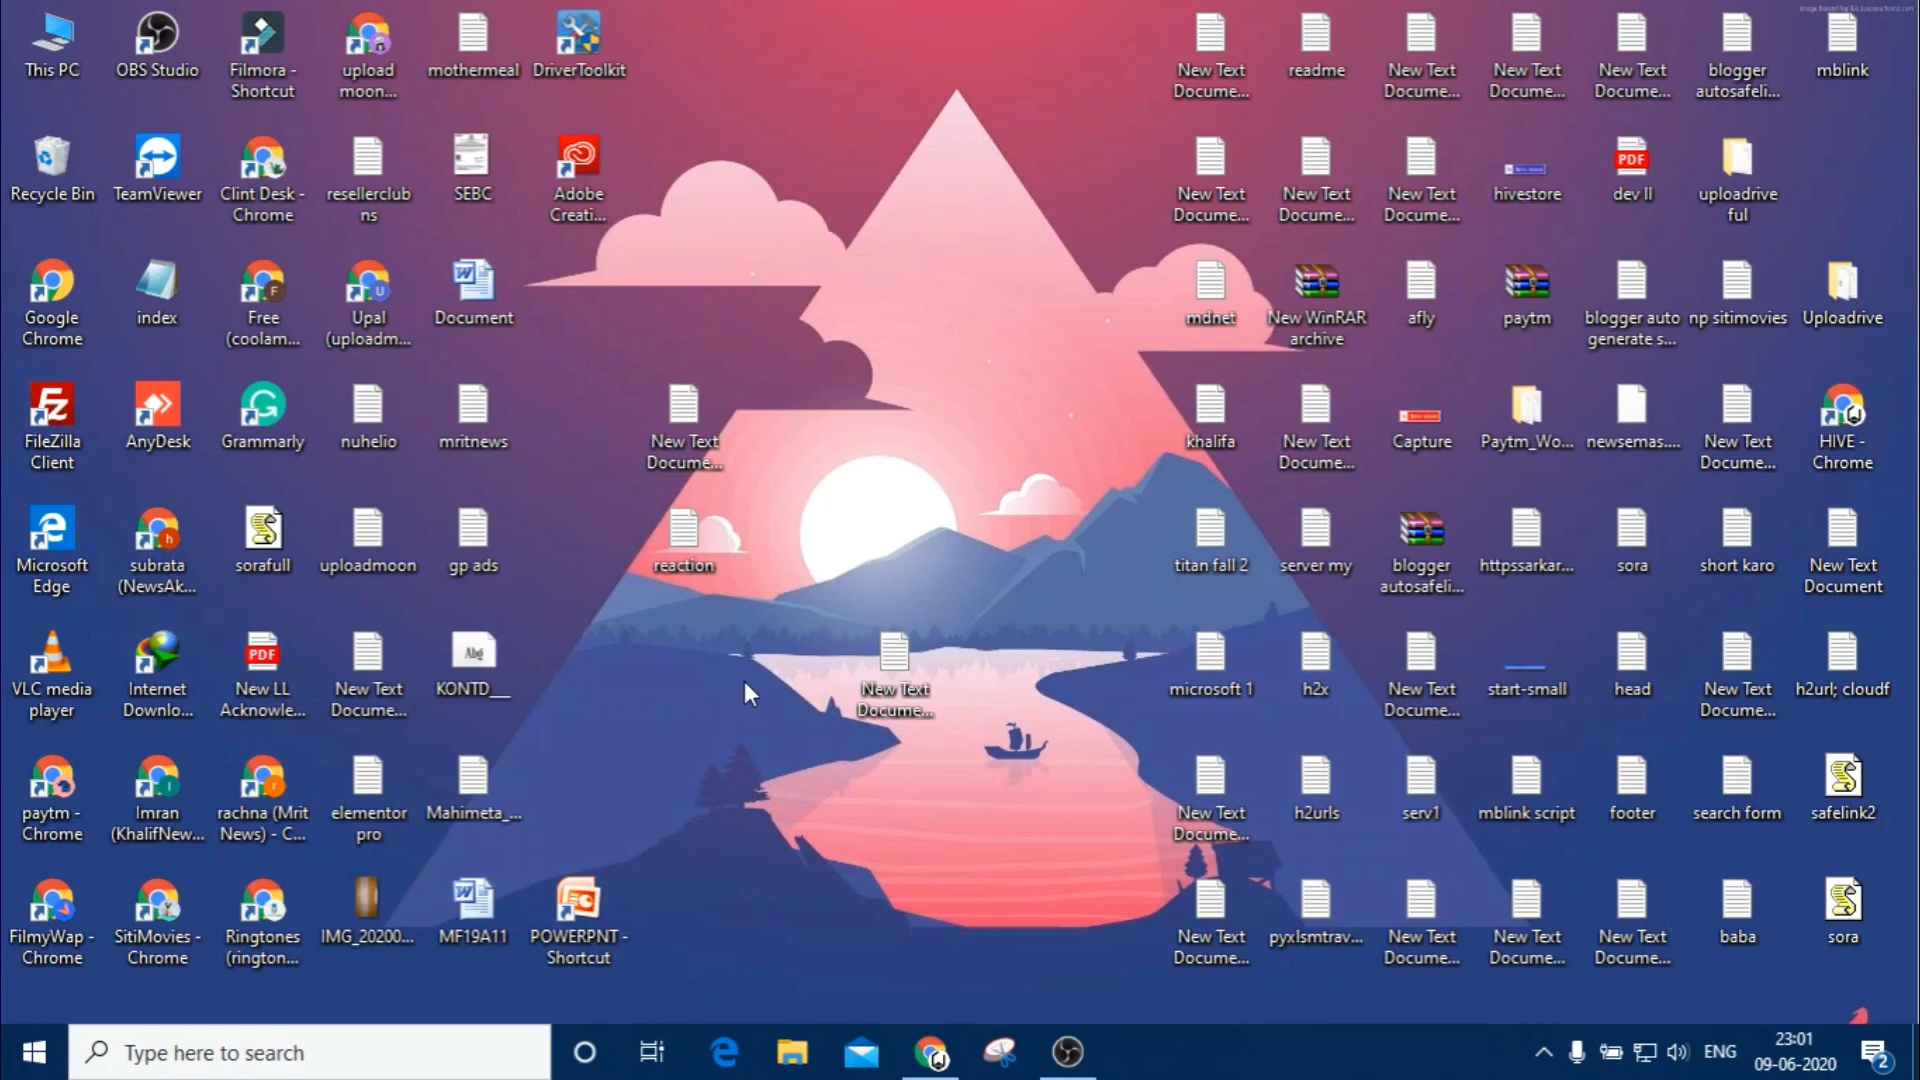 This PC
OBS Studio
Filmora -
Shortcut
upload
moon...
mothermeal
DriverToolkit
New Text
Docume...
readme
New Text
Docume...
New Text
Docume...
New Text
Docume...
blogger
autosafeli...
mblink
Recycle Bin
TeamViewer
Clint Desk -
Chrome
resellerclub
ns
SEBC
Adobe
Creati...
New Text
Docume...
New Text
Docume...
New Text
Docume...
hivestore
PDF
dev ll
uploadrive
ful
Google
Chrome
index
F
Free
(coolam...
U
Upal
(uploadm...
Document
mdnet
New WinRAR
archive
afly
paytm
blogger auto
generate s...
np sitimovies
Uploadrive
FileZilla
Client
AnyDesk
Grammarly
nuhelio
mritnews
New Text
Docume...
khalifa
New Text
Docume...
Capture
Paytm_Wo...
newsemas....
New Text
Docume...
HIVE -
Chrome
Microsoft
Edge
h
subrata
(NewsAk...
sorafull
uploadmoon
gp ads
reaction
titan fall 2
server my
blogger
autosafeli...
httpssarkar...
sora
short karo
New Text
Document
VLC media
player
Internet
Downlo...
PDF
New LL
Acknowle...
New Text
Docume...
Abg
KONTD___
New Text
Docume...
microsoft 1
h2x
New Text
Docume...
start-small
head
New Text
Docume...
h2url; cloudf
paytm -
Chrome
Imran
(KhalifNew...
rachna (Mrit
News) - C...
elementor
pro
Mahimeta_...
New Text
Docume...
h2urls
serv1
mblink script
footer
search form
safelink2
FilmyWap -
Chrome
SitiMovies -
Chrome
Ringtones
(rington...
IMG_20200...
MF19A11
POWERPNT -
Shortcut
New Text
Docume...
pyxlsmtrav...
New Text
Docume...
New Text
Docume...
New Text
Docume...
baba
sora
Type here to search
ENG
23:01
09-06-2020
2